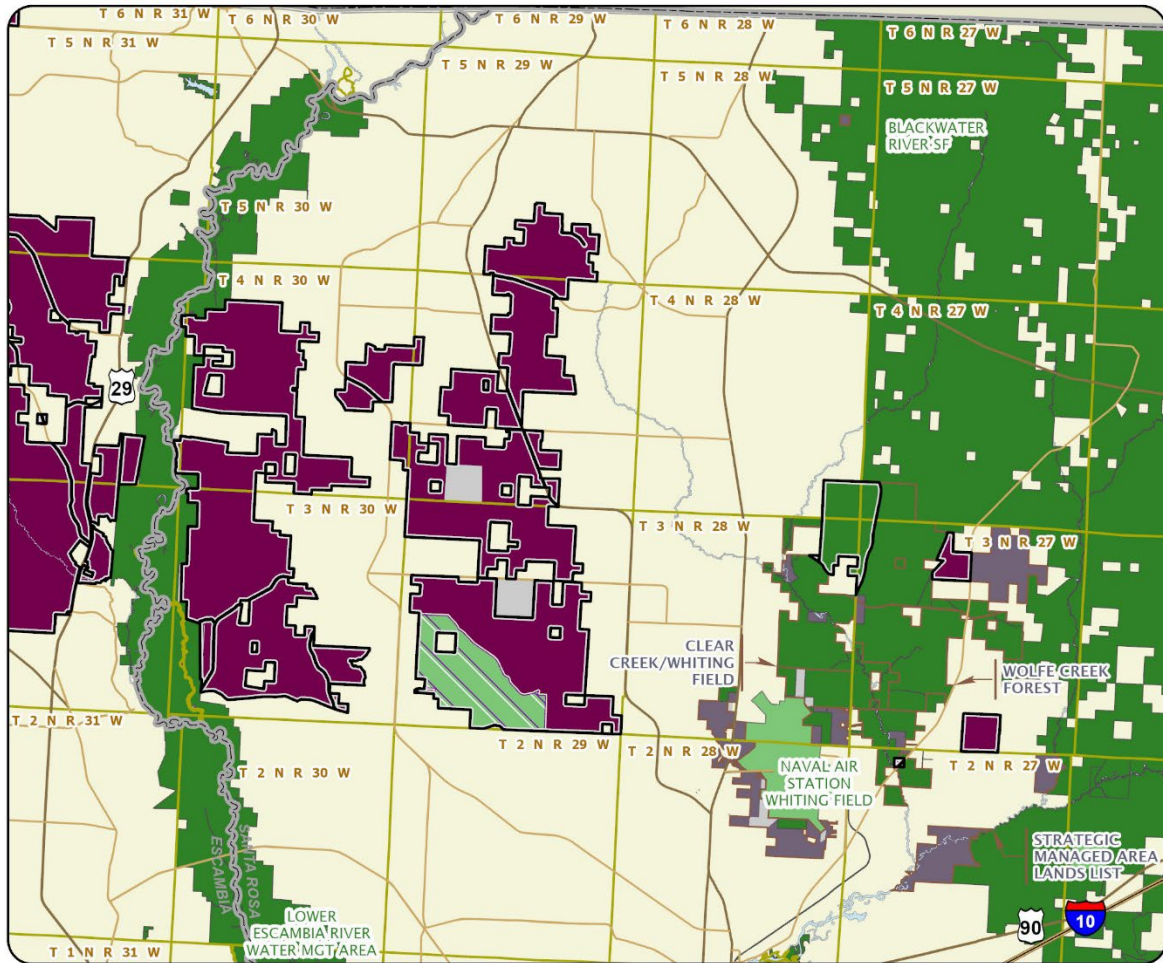 T 6 N R 31 W
T 6 N R 30 W
T 6 N R 29 W
T 6 N R 28 W
T 6 N R 27 W
T 5 N R 31 W
T 5 N R 29 W
T 5 N R 28 W
T 5 N R 27 W
BLACKWATER
RIVER SF
T 5 N R 30 W
T 4 N R 30 W
T 4 N R 28 W
T 4 N R 27 W
29
T 3 N R 30 W
T 3 N R 28 W
T 3 N R 27 W
CLEAR
CREEK/WHITING
FIELD
WOLFE CREEK
FOREST
T 2 N R 31 W
T 2 N R 29 W
T 2 N R 28 W
T 2 N R 27 W
T 2 N R 30 W
NAVAL AIR
STATION
WHITING FIELD
SANTA ROSA
ESCAMBIA
STRATEGIC
MANAGED AREA
LANDS LIST
LOWER
ESCAMBIA RIVER
WATER MGT AREA
90
10
T 1 N R 31 W